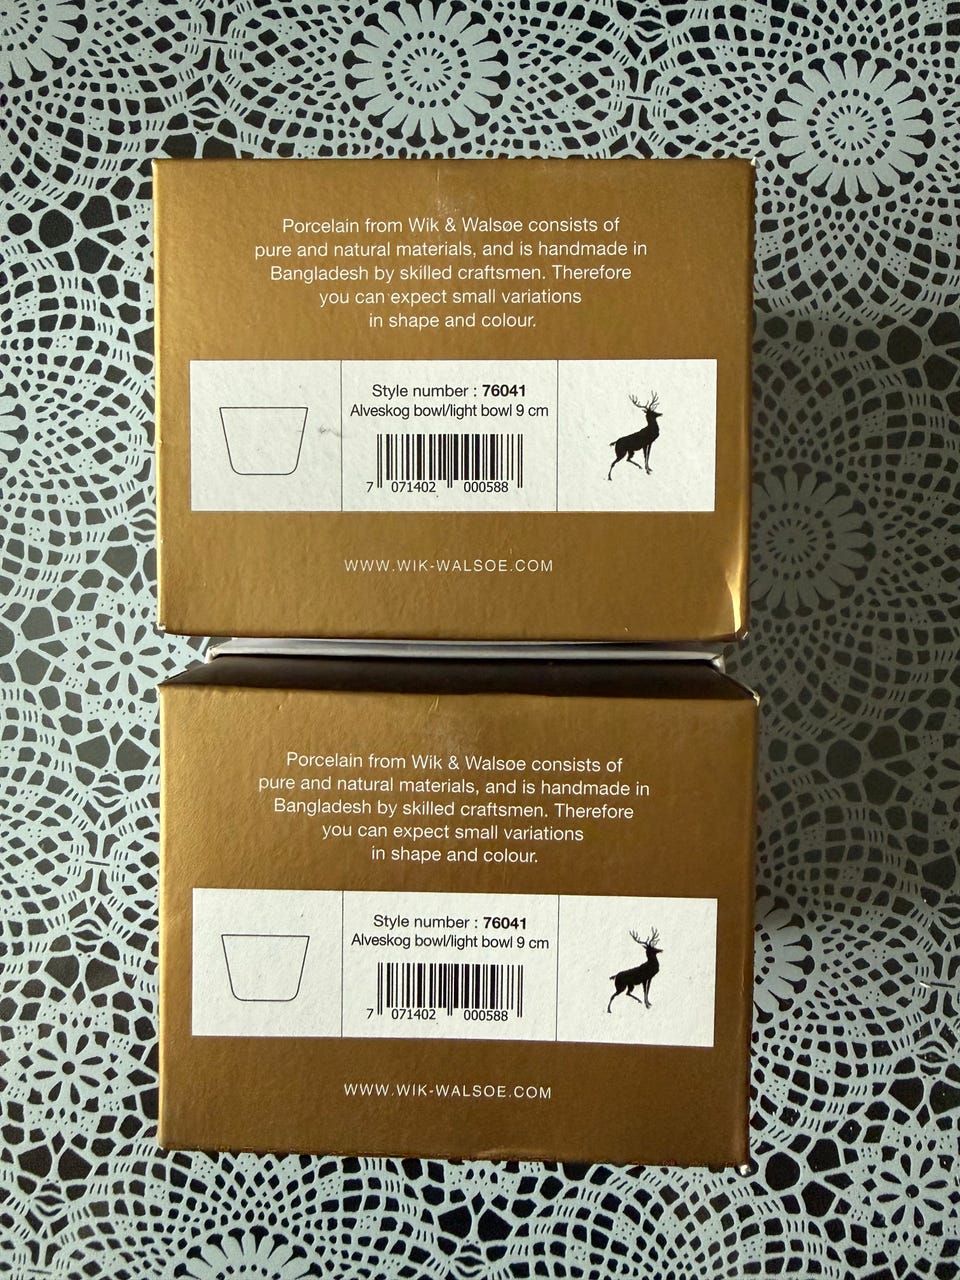 Porcelain from Wik & Walsøe consists of
pure and natural materials, and is handmade in
Bangladesh by skilled craftsmen. Therefore
you can expect small variations
in shape and colour.
Style number : 76041
Alveskog bowl/light bowl 9 cm
7 071402 000588
WWW.WIK-WALSOE.COM
Porcelain from Wik & Walsøe consists of
pure and natural materials, and is handmade in
Bangladesh by skilled craftsmen. Therefore
you can expect small variations
in shape and colour.
Style number : 76041
Alveskog bowl/light bowl 9 cm
7 071402 000588
WWW.WIK-WALSOE.COM